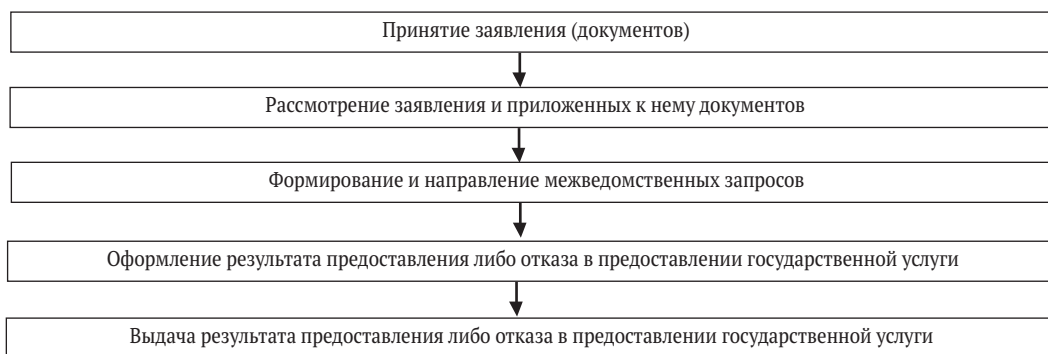 Принятие заявления (документов)
Рассмотрение заявления и приложенных к нему документов
Формирование и направление межведомственных запросов
Оформление результата предоставления либо отказа в предоставлении государственной услуги
Выдача результата предоставления либо отказа в предоставлении государственной услуги